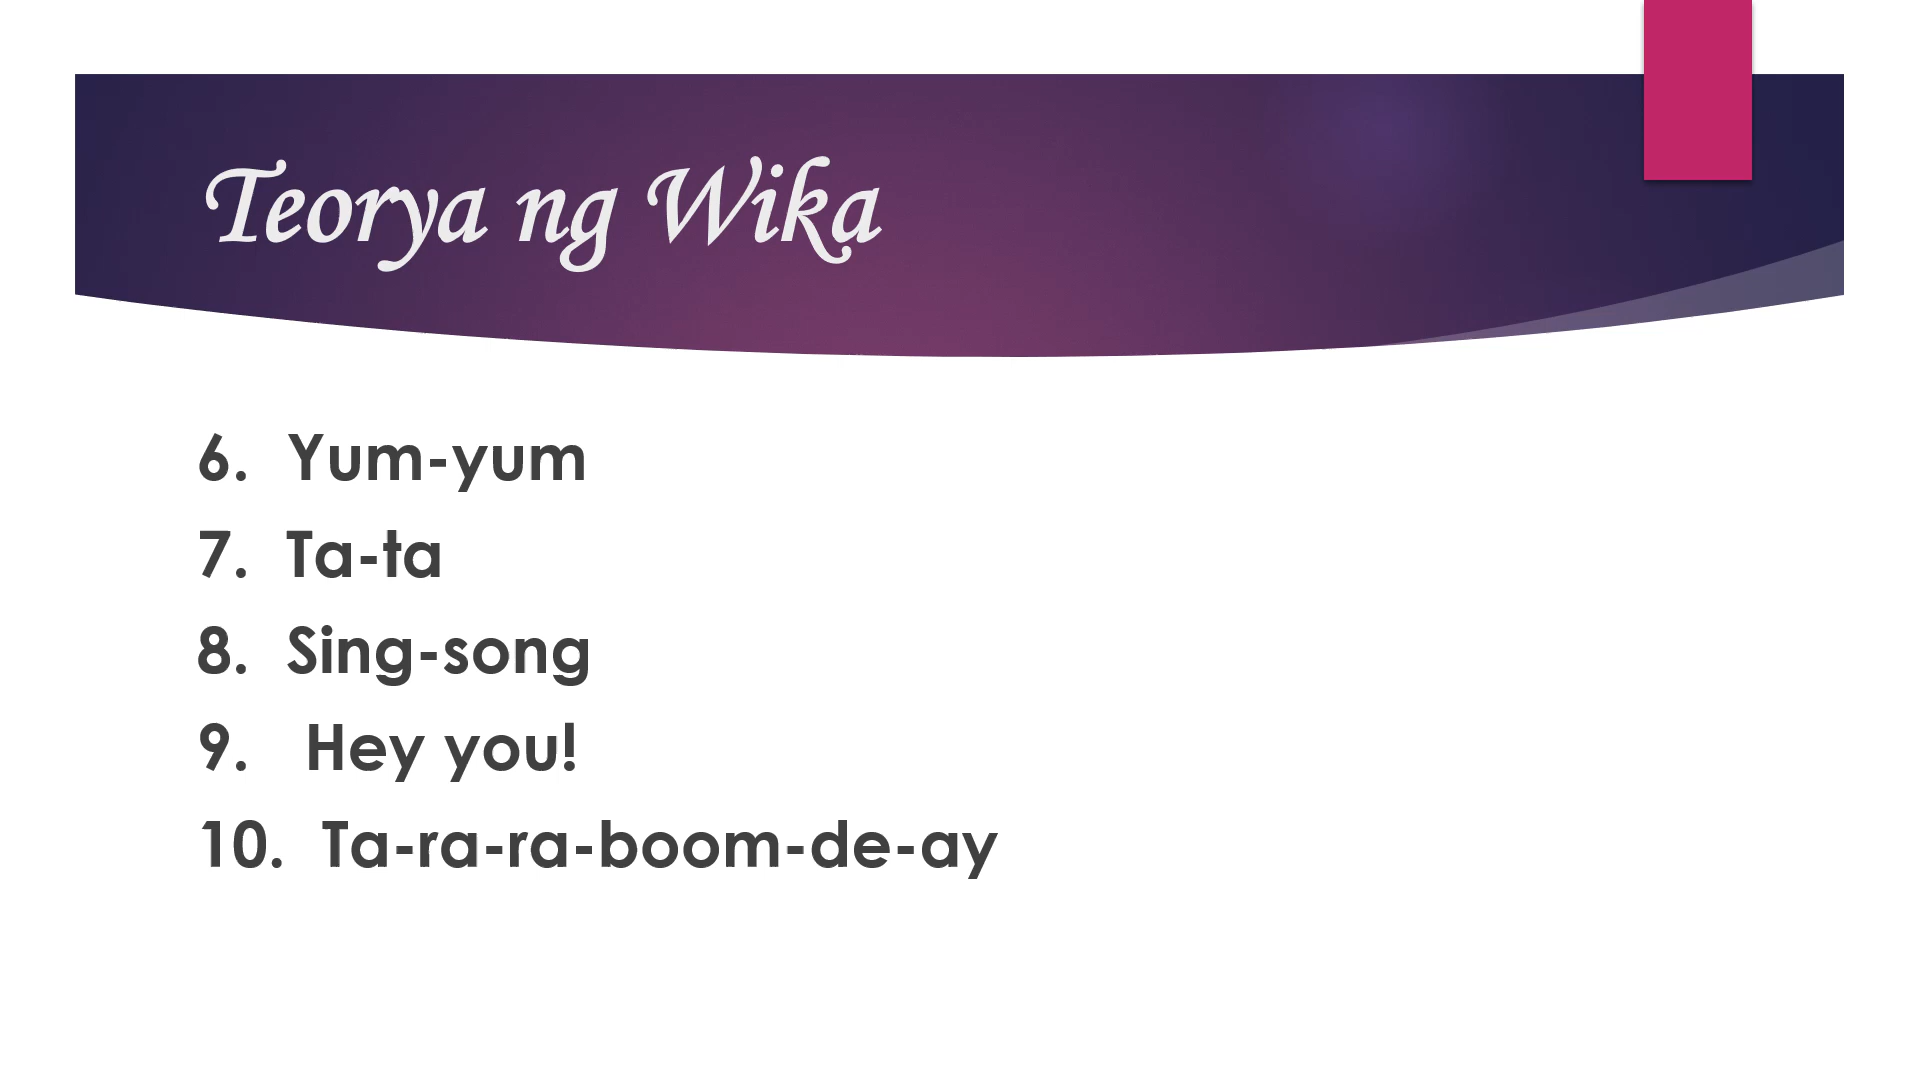 Teorya ng Wika
6. Yum-yum
7. Ta-ta
8. Sing-song
9. Hey you!
10. Ta-ra-ra-boom-de-ay